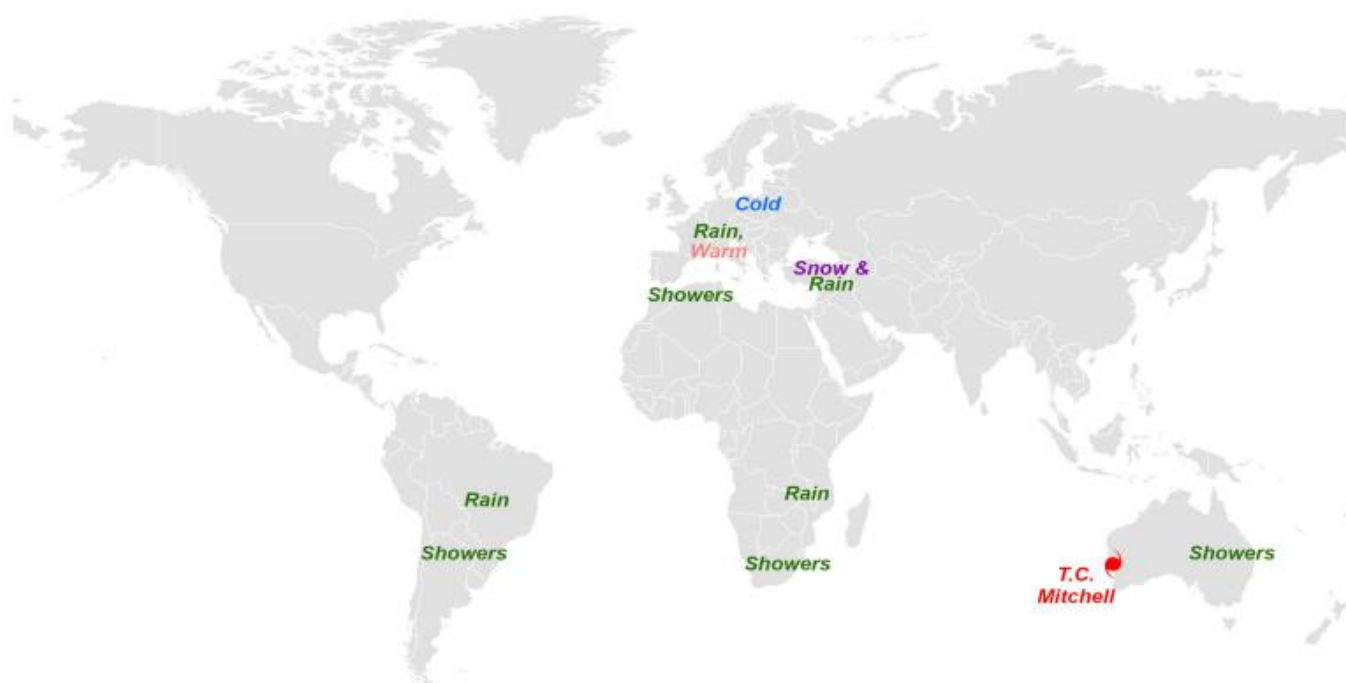 Cold
Rain,
Warm
Snow &
Rain
Showers
Rain
Rain
Showers
Showers
Showers
T.C.
Mitchell